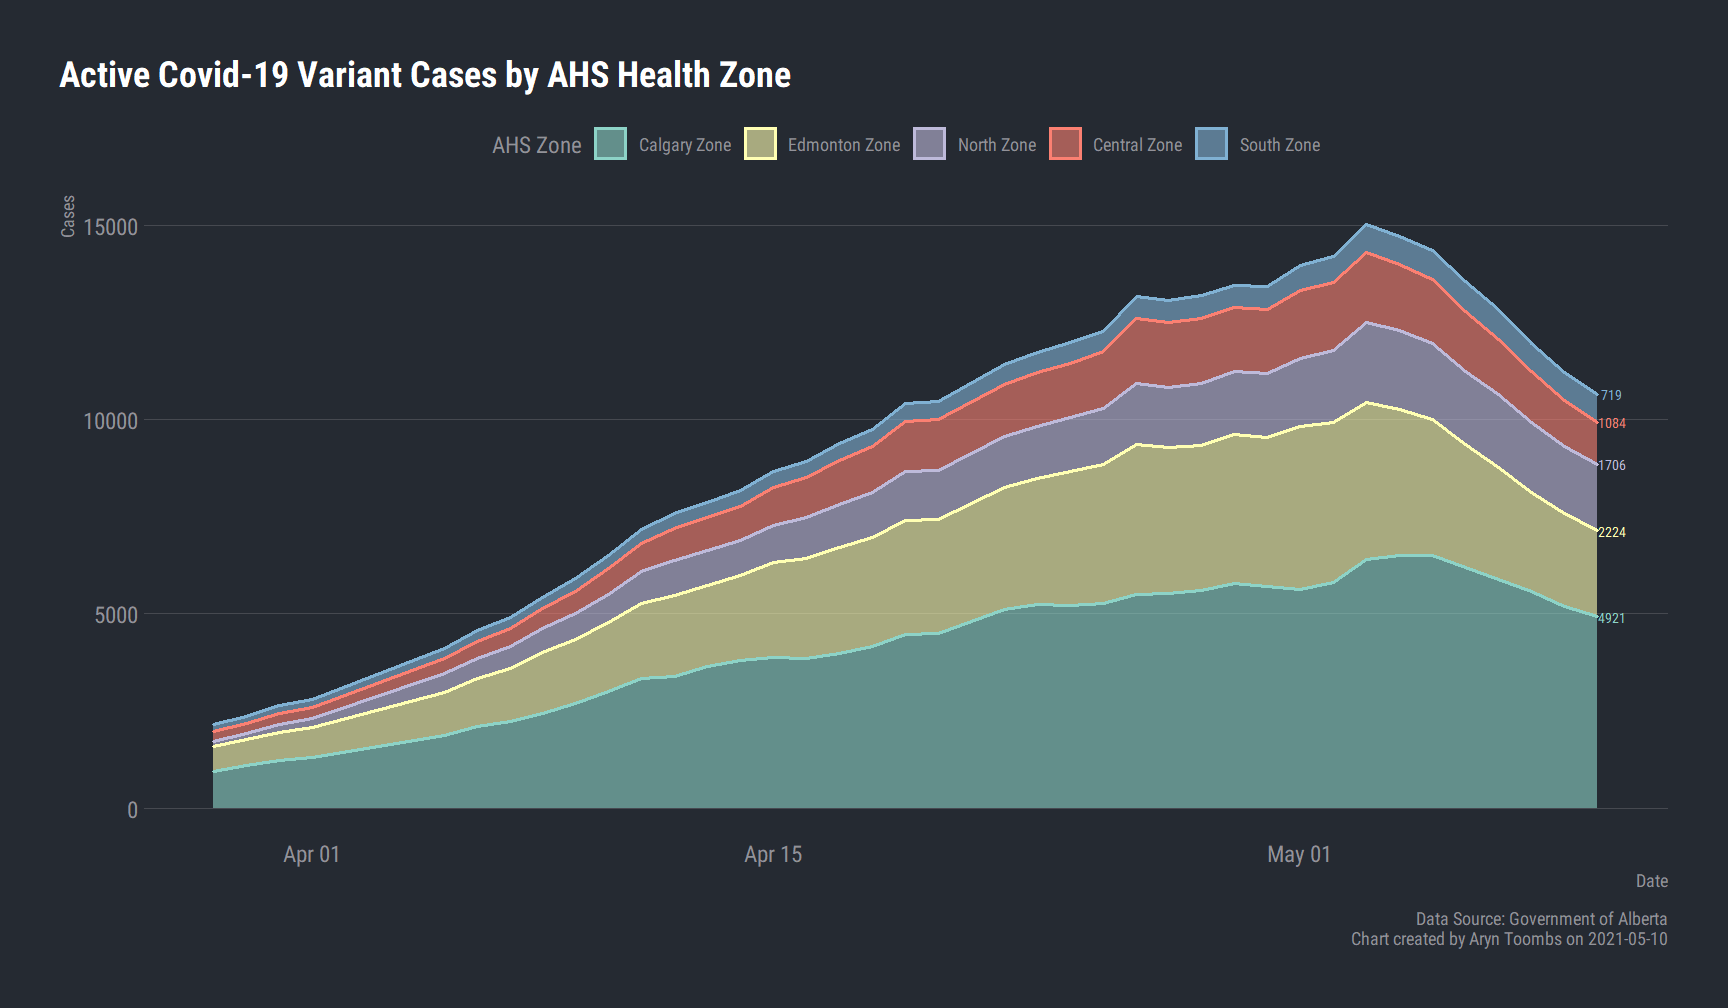 Active Covid-19 Variant Cases by AHS Health Zone
AHS Zone Calgary Zone Edmonton Zone North Zone Central Zone South Zone
Cases
15000
10000
5000
0
719
1084
1706
2224
4921
Apr 01 Apr 15 May 01
Date
Data Source: Government of Alberta
Chart created by Aryn Toombs on 2021-05-10